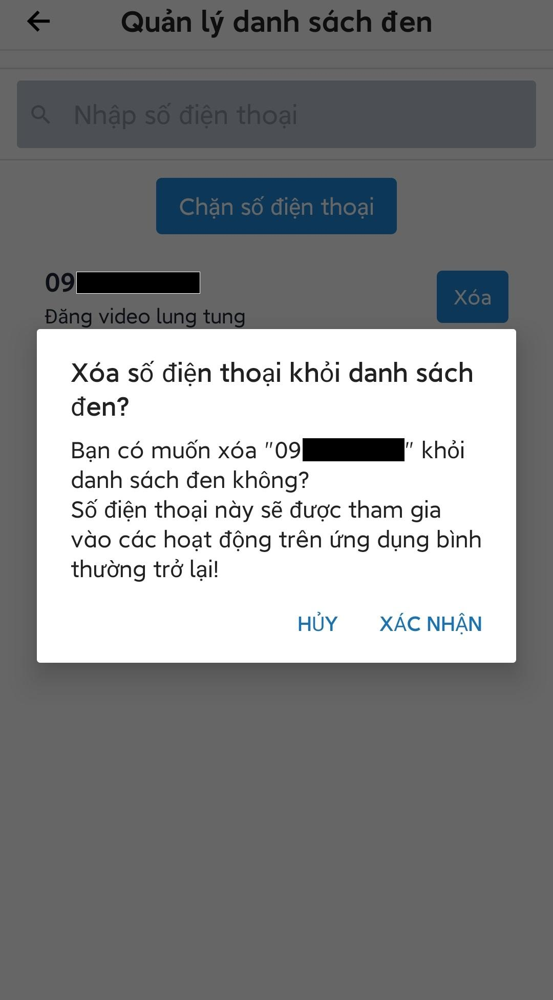 Quản lý danh sách đen
Nhập số điện thoại
Chặn số điện thoại
09
Xóa
Đăng video lung tung
Xóa số điện thoại khỏi danh sách
đen?
Bạn có muốn xóa "09" khỏi
danh sách đen không?
Số điện thoại này sẽ được tham gia
vào các hoạt động trên ứng dụng bình
thường trở lại!
HỦY XÁC NHẬN